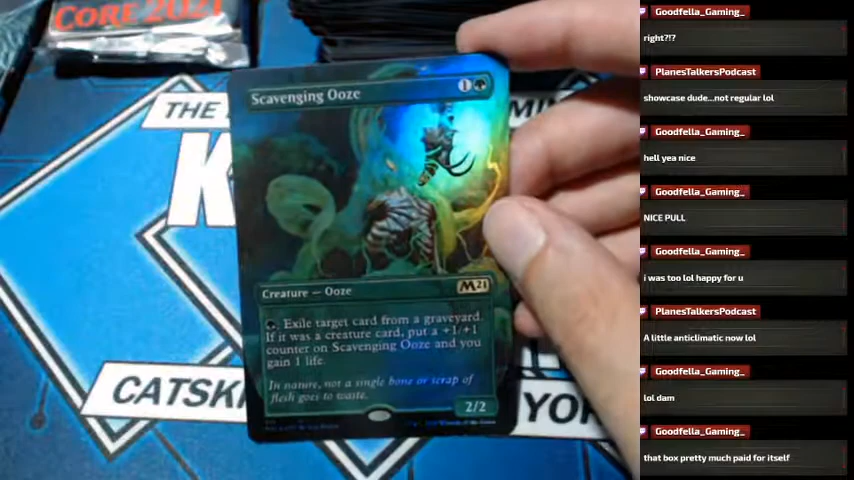 CORE 2021
THE
MIN
K
Scavenging Ooze
1
Creature — Ooze
M21
: Exile target card from a graveyard.
If it was a creature card, put a +1/+1
counter on Scavenging Ooze and you
gain 1 life.
In nature, not a single bone or scrap of
flesh goes to waste.
2/2
CATSKI
YOR
Goodfella_Gaming_
right?!?
PlanesTalkersPodcast
showcase dude...not regular lol
Goodfella_Gaming_
hell yea nice
Goodfella_Gaming_
NICE PULL
Goodfella_Gaming_
i was too lol happy for u
PlanesTalkersPodcast
A little anticlimatic now lol
Goodfella_Gaming_
lol dam
Goodfella_Gaming_
that box pretty much paid for itself